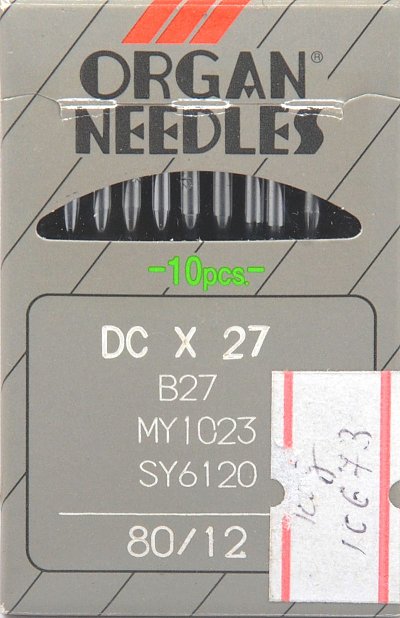 ORGAN®
NEEDLES
-10pcs.-
DC X 27
B27
MY1023
SY6120
80/12